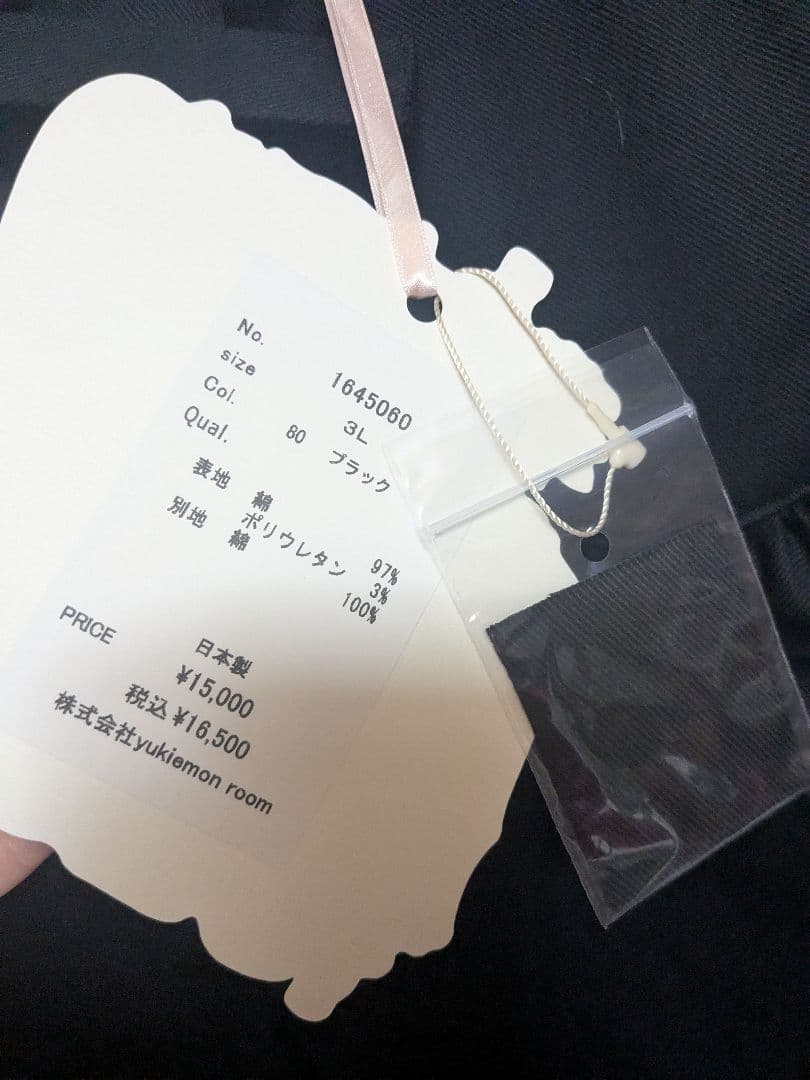 No. 1645060
size 3L
Col. 80 ブラック
Qual.
表地 綿 97%
ポリウレタン 3%
別地 綿 100%
日本製
PRICE ¥15,000
税込 ¥16,500
株式会社yukiemon room